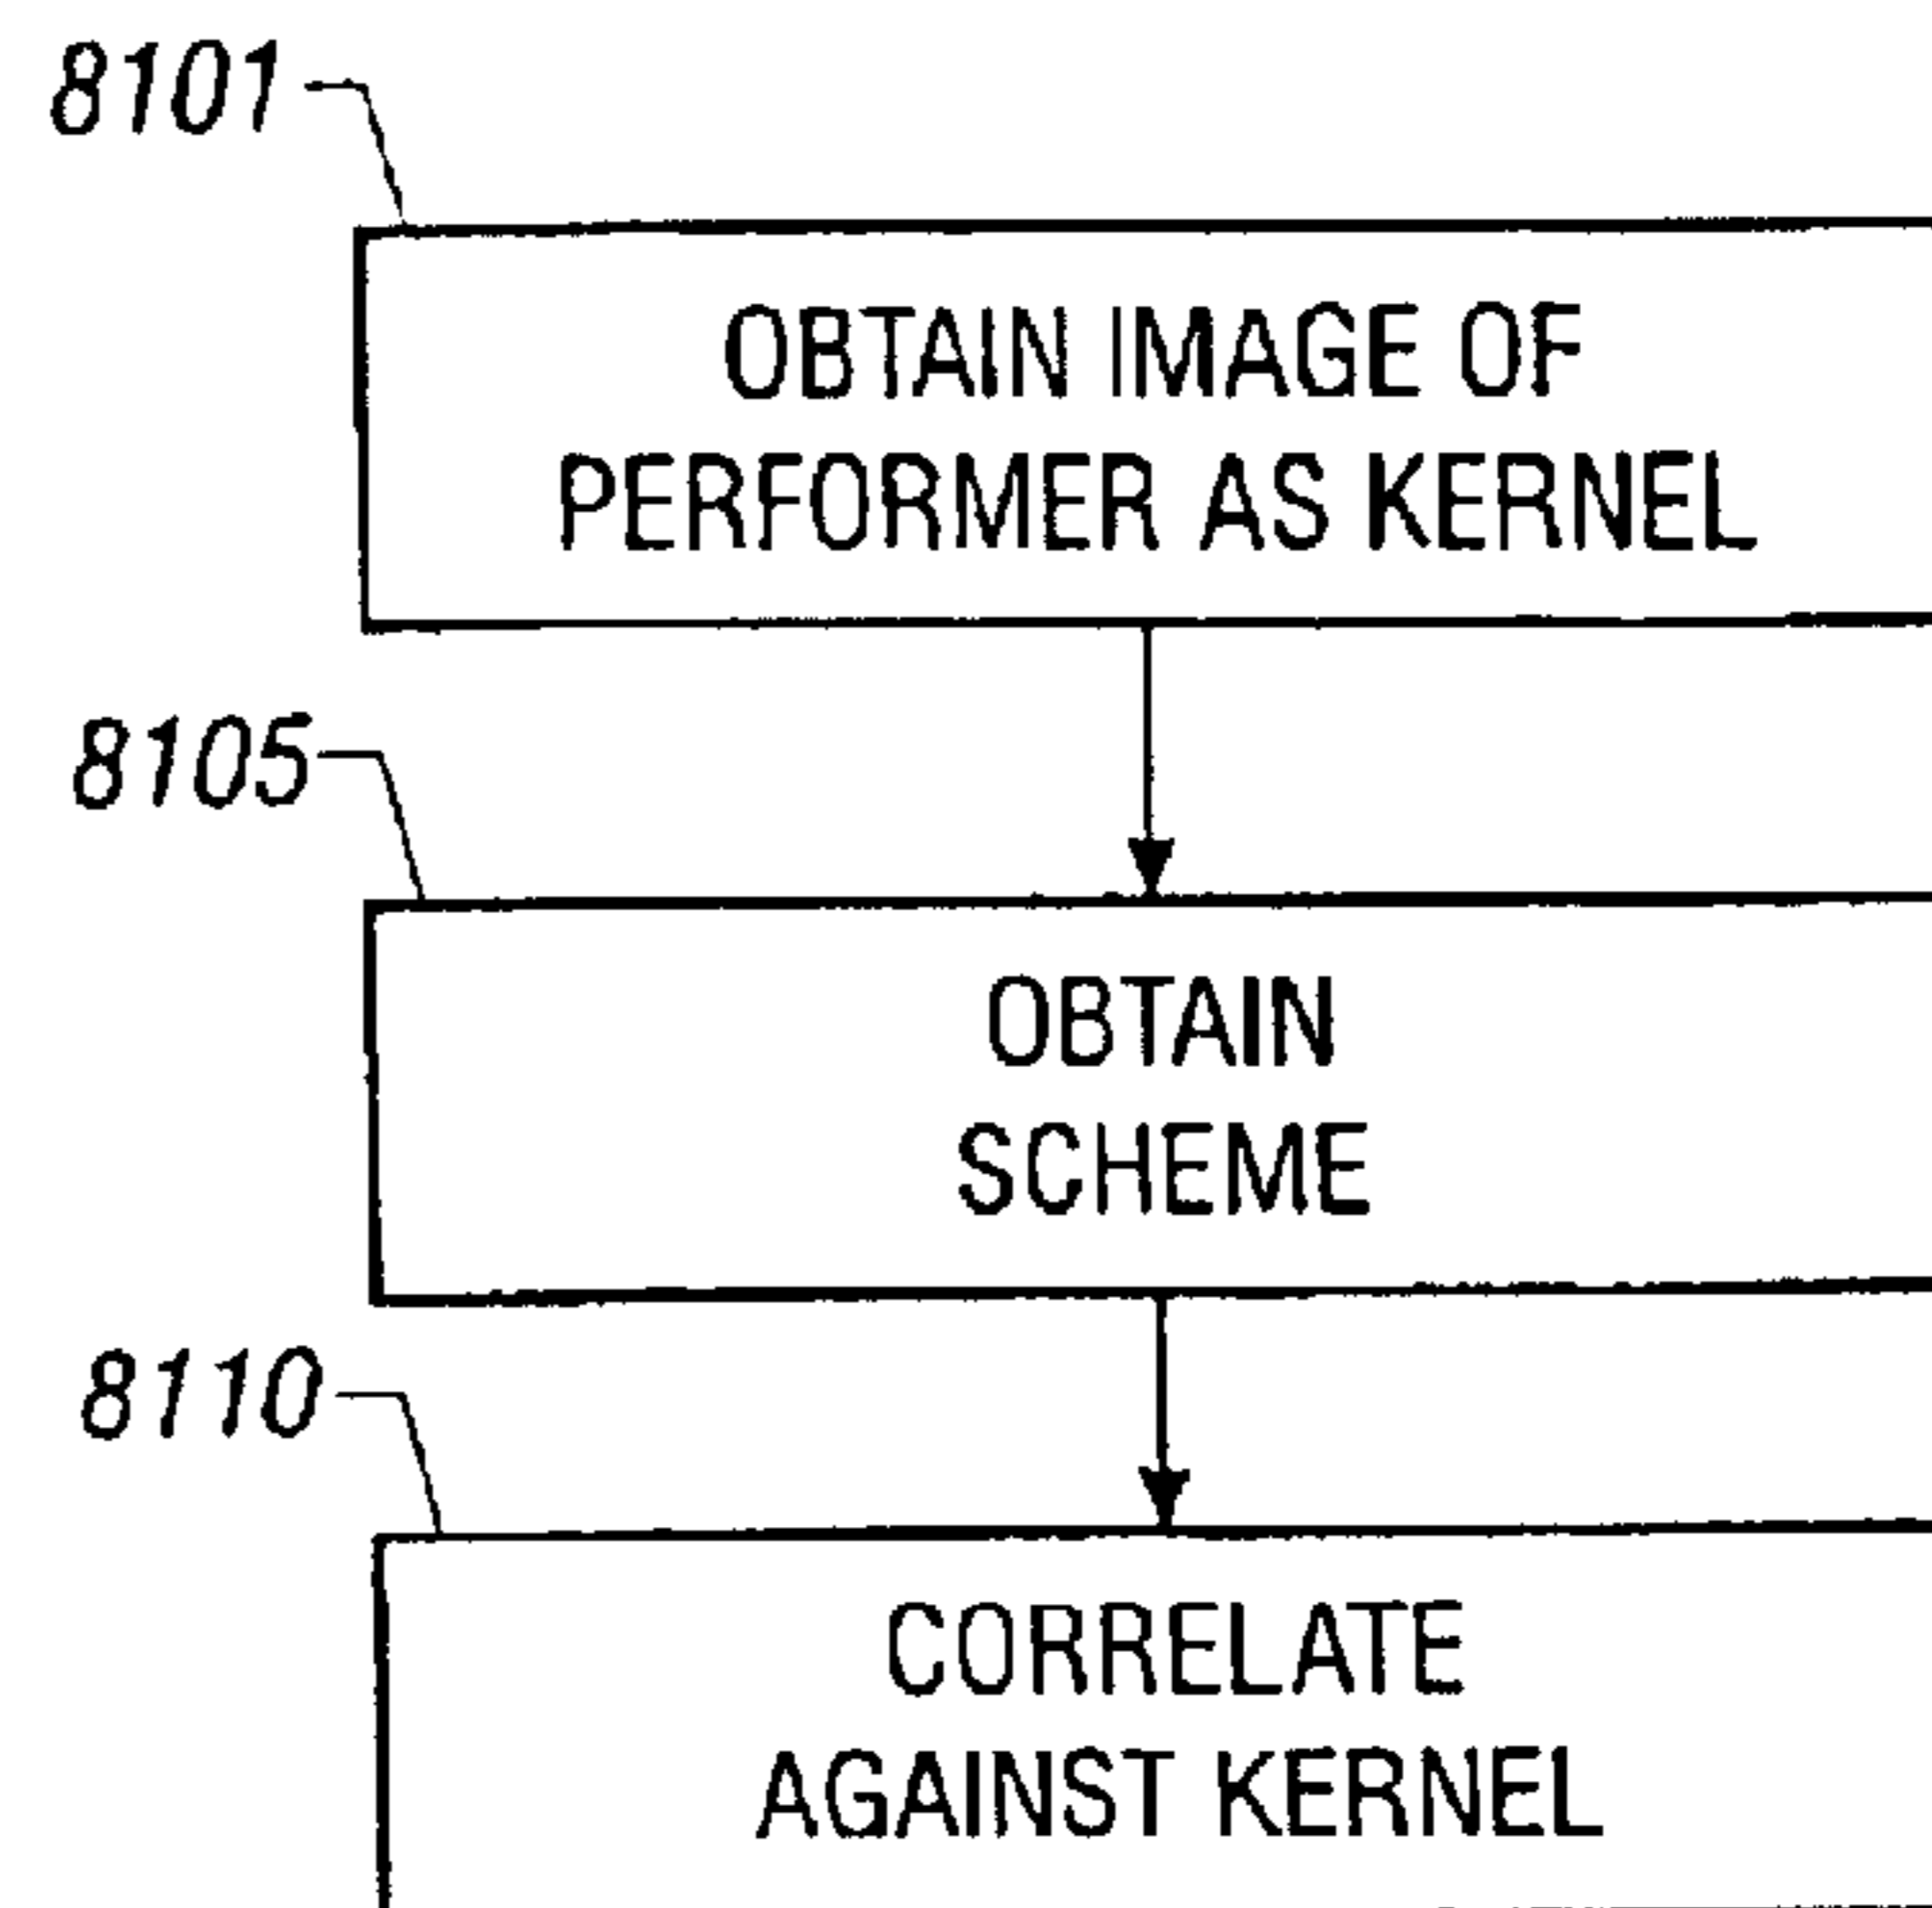 8101
OBTAIN IMAGE OF
PERFORMER AS KERNEL
8105
OBTAIN
SCHEME
8110
CORRELATE
AGAINST KERNEL